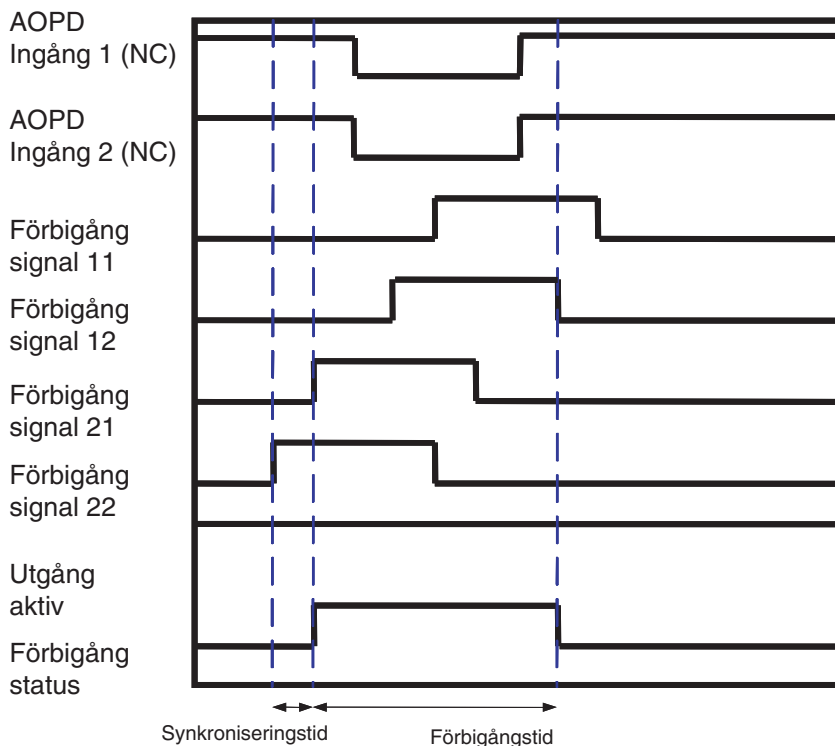 AOPD
Ingång 1 (NC)
AOPD
Ingång 2 (NC)
Förbigång
signal 11
Förbigång
signal 12
Förbigång
signal 21
Förbigång
signal 22
Utgång
aktiv
Förbigång
status
Synkroniseringstid
Förbigångstid